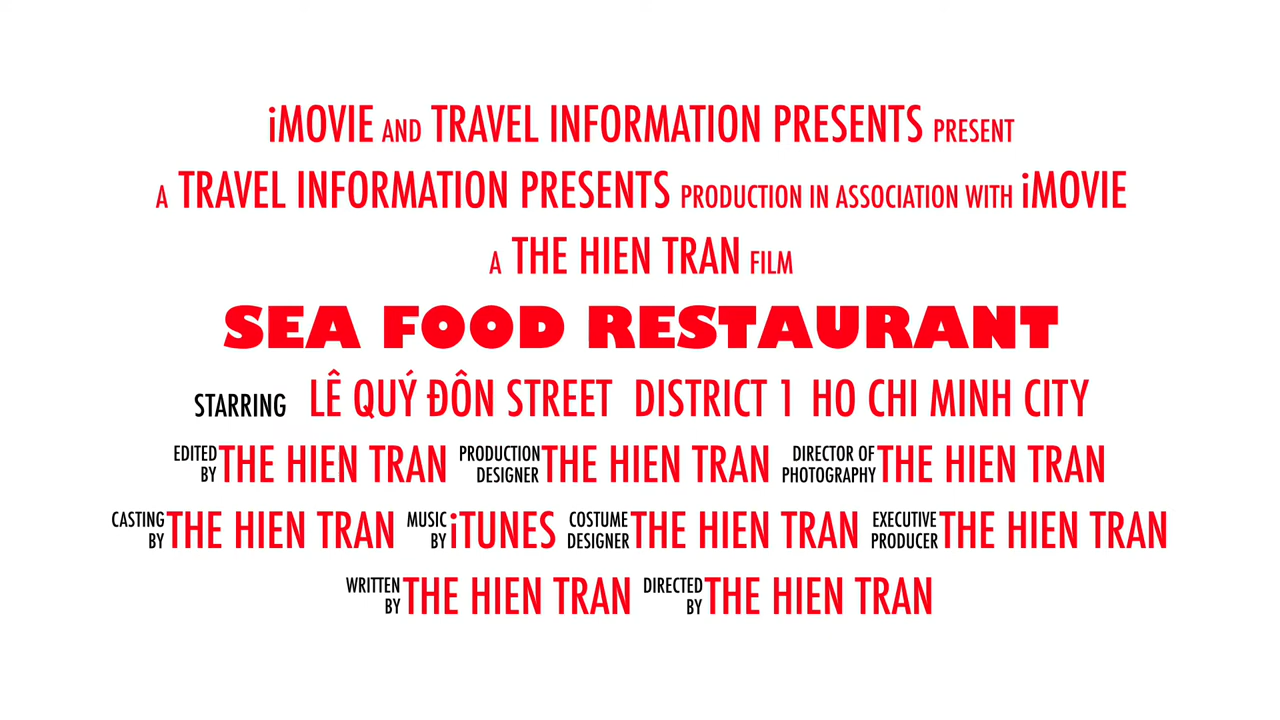 iMOVIE AND TRAVEL INFORMATION PRESENTS PRESENT
A TRAVEL INFORMATION PRESENTS PRODUCTION IN ASSOCIATION WITH iMOVIE
A THE HIEN TRAN FILM
SEA FOOD RESTAURANT
STARRING LÊ QUÝ ĐÔN STREET DISTRICT 1 HO CHI MINH CITY
EDITED BY THE HIEN TRAN PRODUCTION DESIGNER THE HIEN TRAN DIRECTOR OF PHOTOGRAPHY THE HIEN TRAN
CASTING BY THE HIEN TRAN MUSIC BY iTUNES COSTUME DESIGNER THE HIEN TRAN EXECUTIVE PRODUCER THE HIEN TRAN
WRITTEN BY THE HIEN TRAN DIRECTED BY THE HIEN TRAN